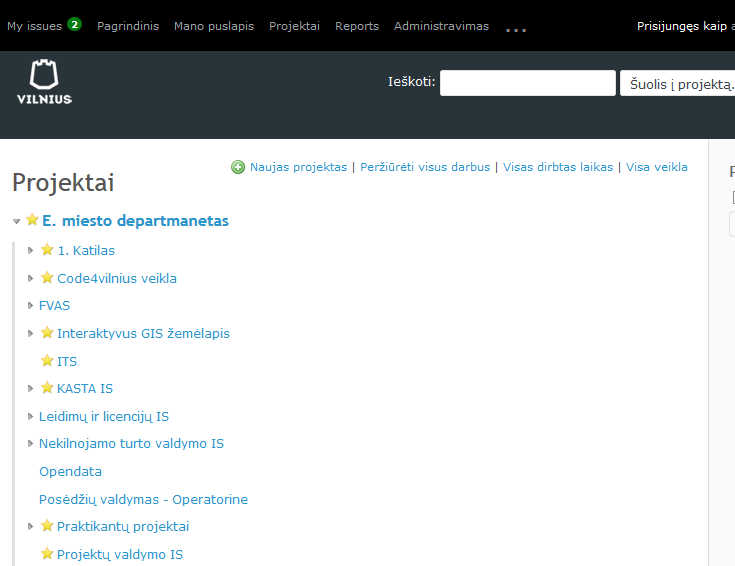 My issues 2 Pagrindinis Mano puslapis Projektai Reports Administravimas ... Prisijungęs kaip
VILNIUS
Ieškoti: Šuolis į projektą.
Naujas projektas | Peržiūrėti visus darbus | Visas dirbtas laikas | Visa veikla
Projektai
E. miesto departmanetas
1. Katilas
Code4vilnius veikla
FVAS
Interaktyvus GIS žemėlapis
ITS
KASTA IS
Leidimų ir licencijų IS
Nekilnojamo turto valdymo IS
Opendata
Posėdžių valdymas - Operatorine
Praktikantų projektai
Projektų valdymo IS